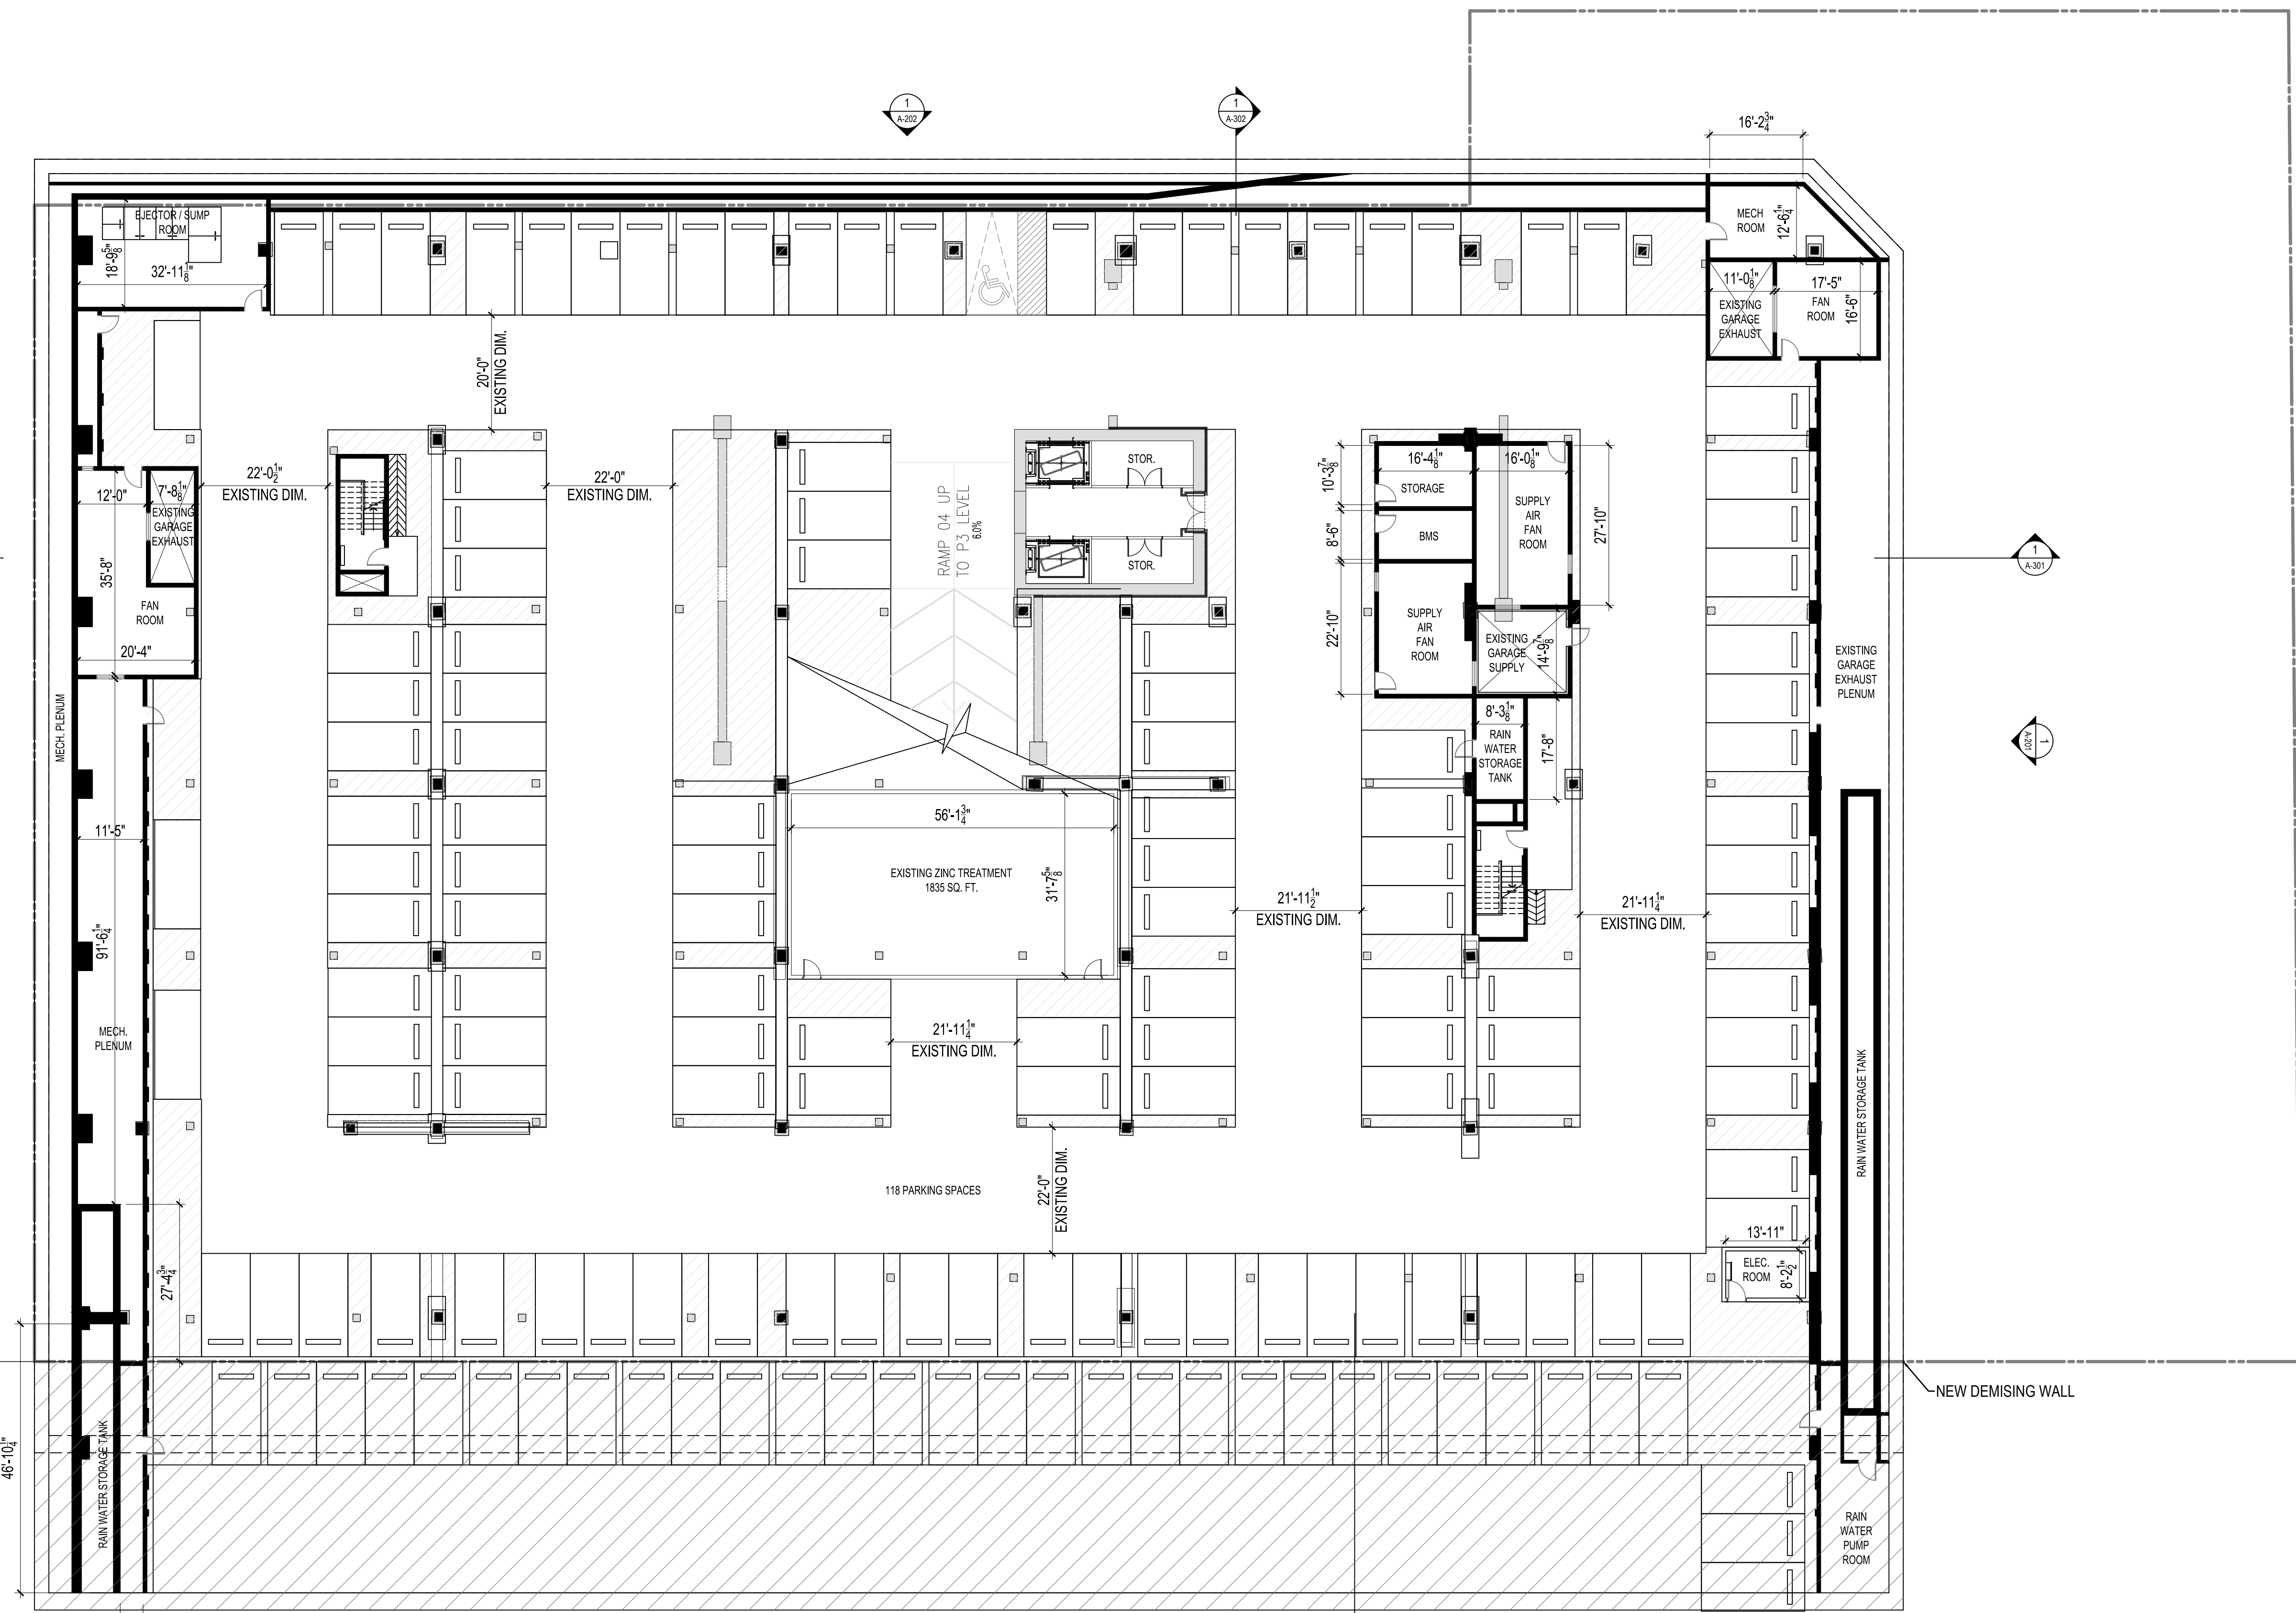 1
A-202
1
A-302
16'-2 3/4"
EJECTOR / SUMP
ROOM
18'-9 5/8"
32'-11 1/8"
MECH
ROOM
12'-6 1/4"
11'-0 1/8"
17'-5"
EXISTING
GARAGE
EXHAUST
FAN
ROOM
16'-6"
20'-0"
EXISTING DIM.
22'-0 1/2"
EXISTING DIM.
22'-0"
EXISTING DIM.
12'-0"
7'-8 1/8"
EXISTING
GARAGE
EXHAUST
35'-8"
FAN
ROOM
20'-4"
RAMP 04 UP
TO P3 LEVEL
6.0%
STOR.
STOR.
10'-3 7/8"
16'-4 1/8"
16'-0 1/8"
STORAGE
SUPPLY
AIR
FAN
ROOM
27'-10"
8'-6"
BMS
22'-10"
SUPPLY
AIR
FAN
ROOM
EXISTING
GARAGE
SUPPLY
14'-9 7/8"
1
A-301
EXISTING
GARAGE
EXHAUST
PLENUM
MECH. PLENUM
8'-3 1/8"
RAIN
WATER
STORAGE
TANK
17'-8"
1
A-201
11'-5"
56'-1 3/4"
EXISTING ZINC TREATMENT
1835 SQ. FT.
31'-7 5/8"
21'-11 1/2"
EXISTING DIM.
21'-11 1/4"
EXISTING DIM.
91'-6 1/4"
MECH.
PLENUM
21'-11 1/4"
EXISTING DIM.
RAIN WATER STORAGE TANK
118 PARKING SPACES
22'-0"
EXISTING DIM.
13'-11"
ELEC.
ROOM
8'-2 1/2"
27'-4 3/4"
NEW DEMISING WALL
46'-10 1/4"
RAIN WATER STORAGE TANK
RAIN
WATER
PUMP
ROOM